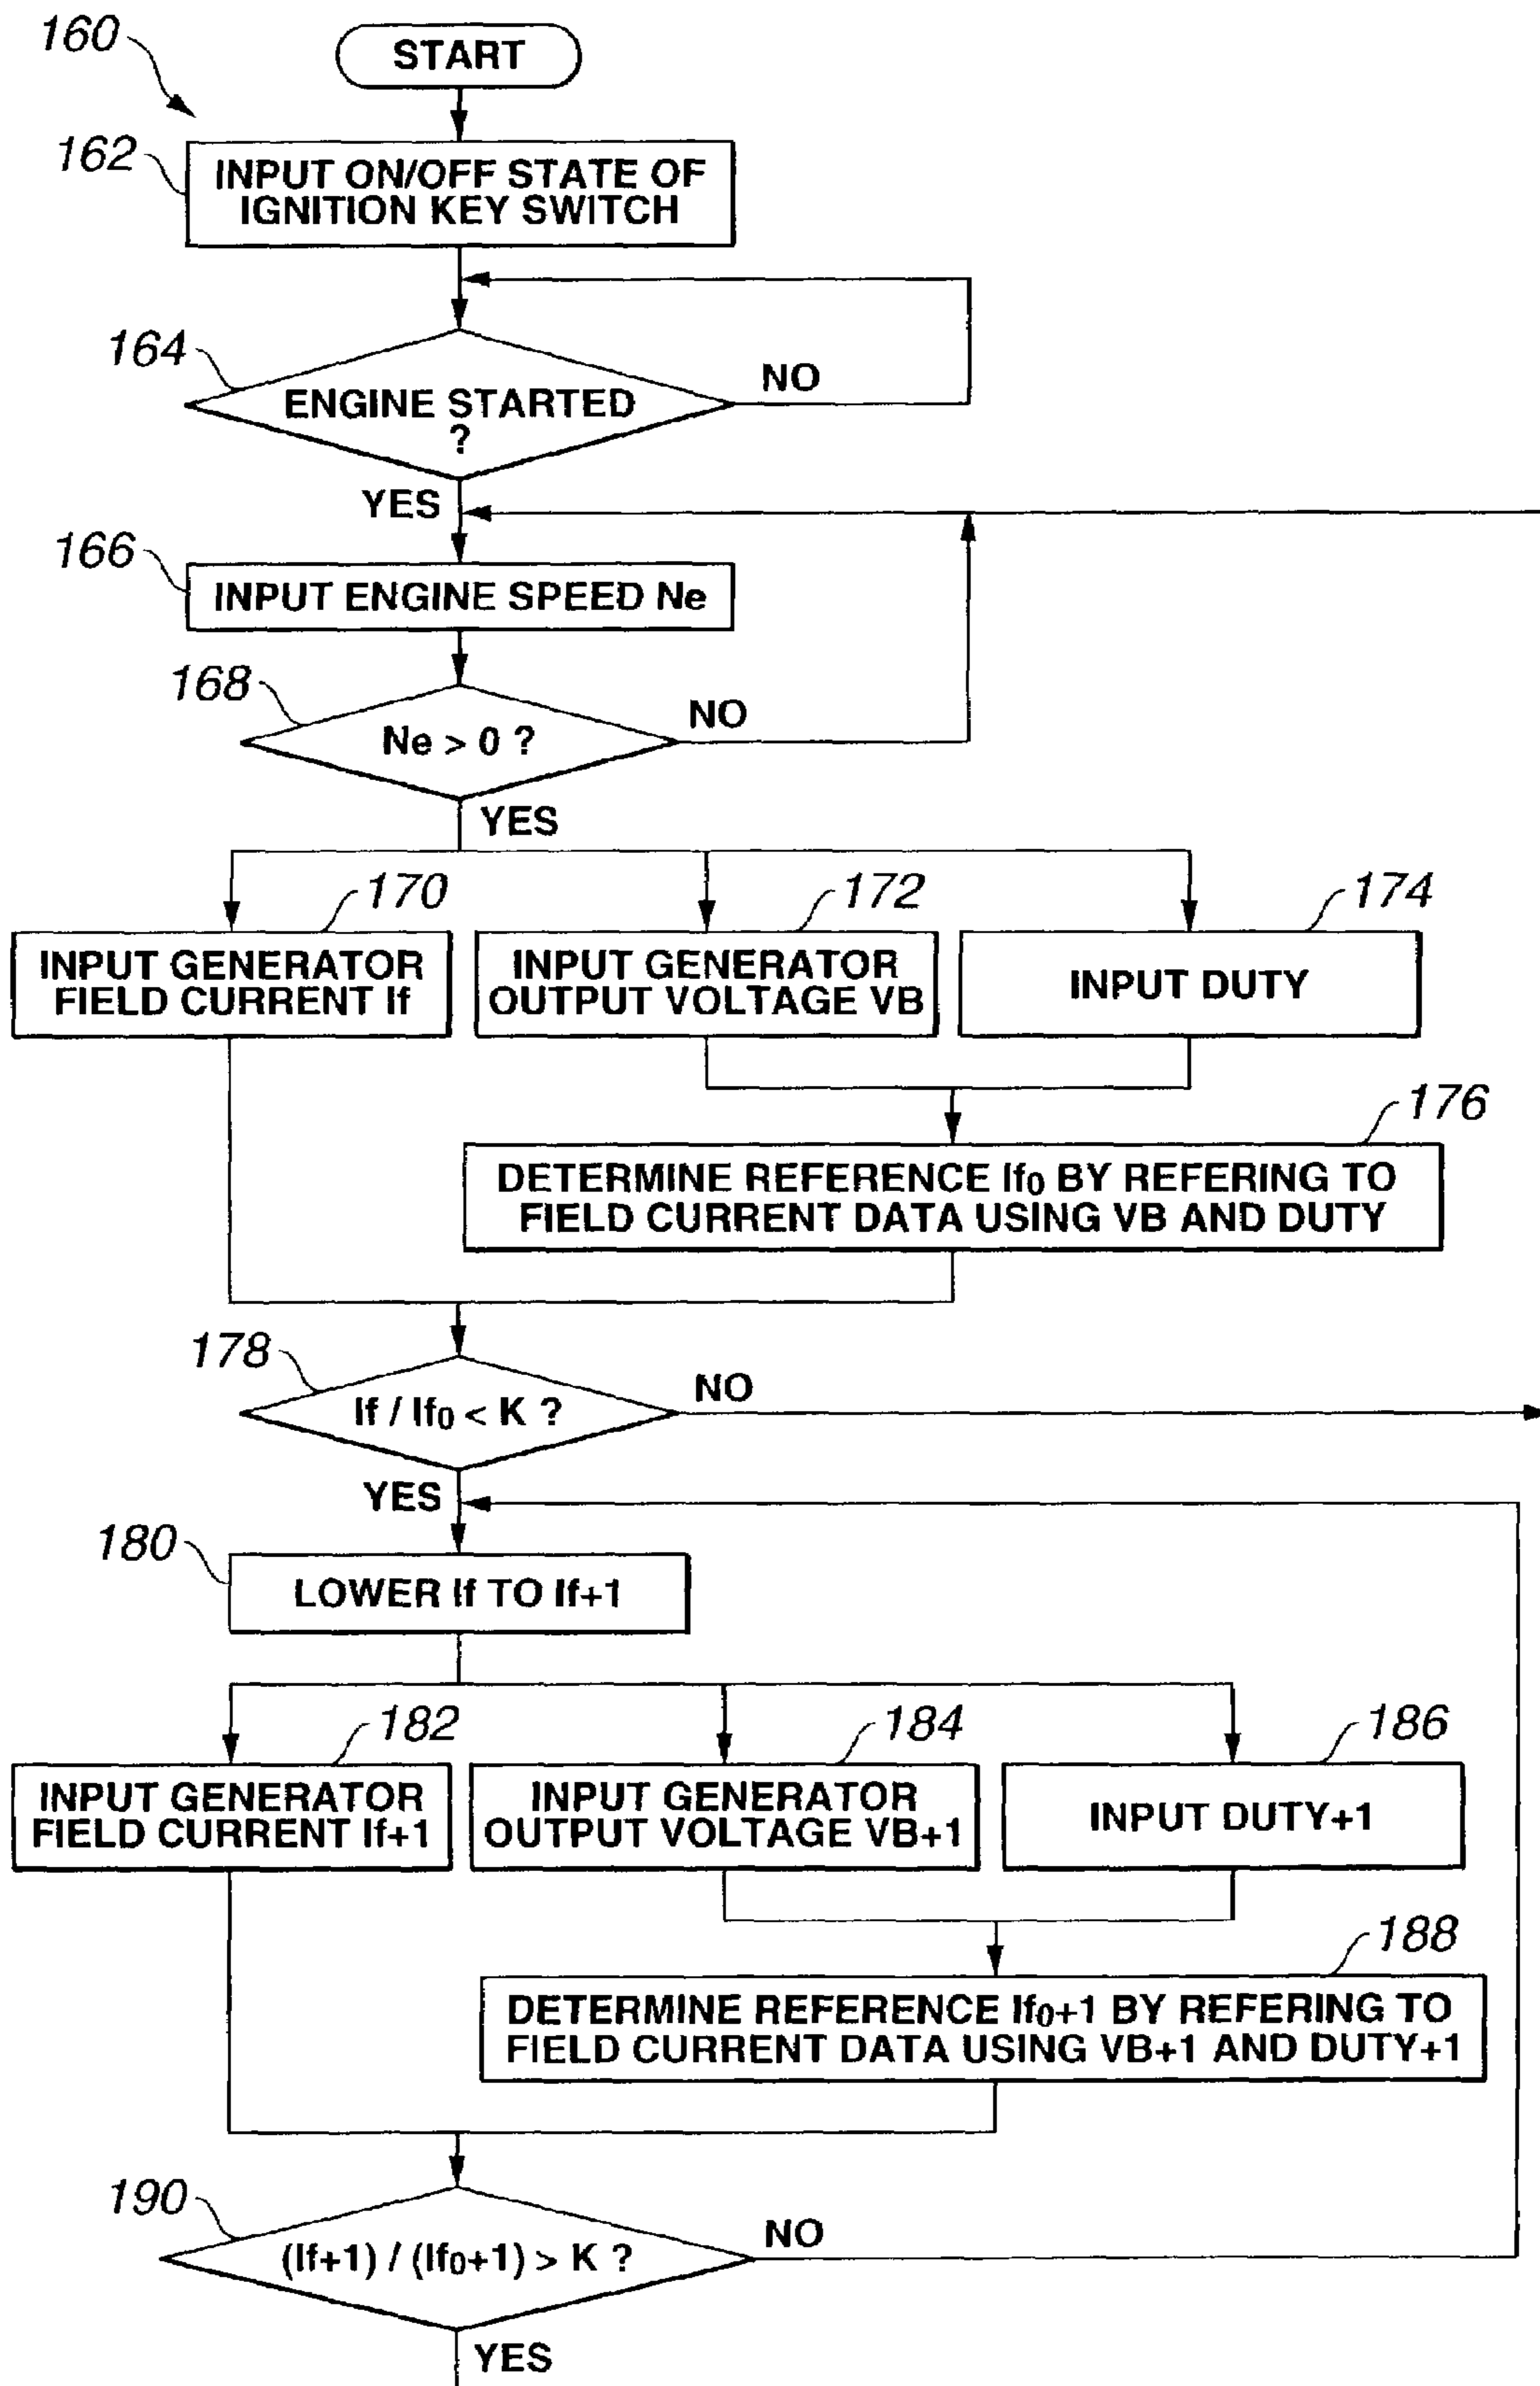 160
START
162
INPUT ON/OFF STATE OF
IGNITION KEY SWITCH
164
ENGINE STARTED
?
NO
YES
166
INPUT ENGINE SPEED Ne
168
Ne > 0 ?
NO
YES
170
172
174
INPUT GENERATOR
FIELD CURRENT If
INPUT GENERATOR
OUTPUT VOLTAGE VB
INPUT DUTY
176
DETERMINE REFERENCE If0 BY REFERING TO
FIELD CURRENT DATA USING VB AND DUTY
178
If / If0 < K ?
NO
YES
180
LOWER If TO If+1
182
184
186
INPUT GENERATOR
FIELD CURRENT If+1
INPUT GENERATOR
OUTPUT VOLTAGE VB+1
INPUT DUTY+1
188
DETERMINE REFERENCE If0+1 BY REFERING TO
FIELD CURRENT DATA USING VB+1 AND DUTY+1
190
(If+1) / (If0+1) > K ?
NO
YES